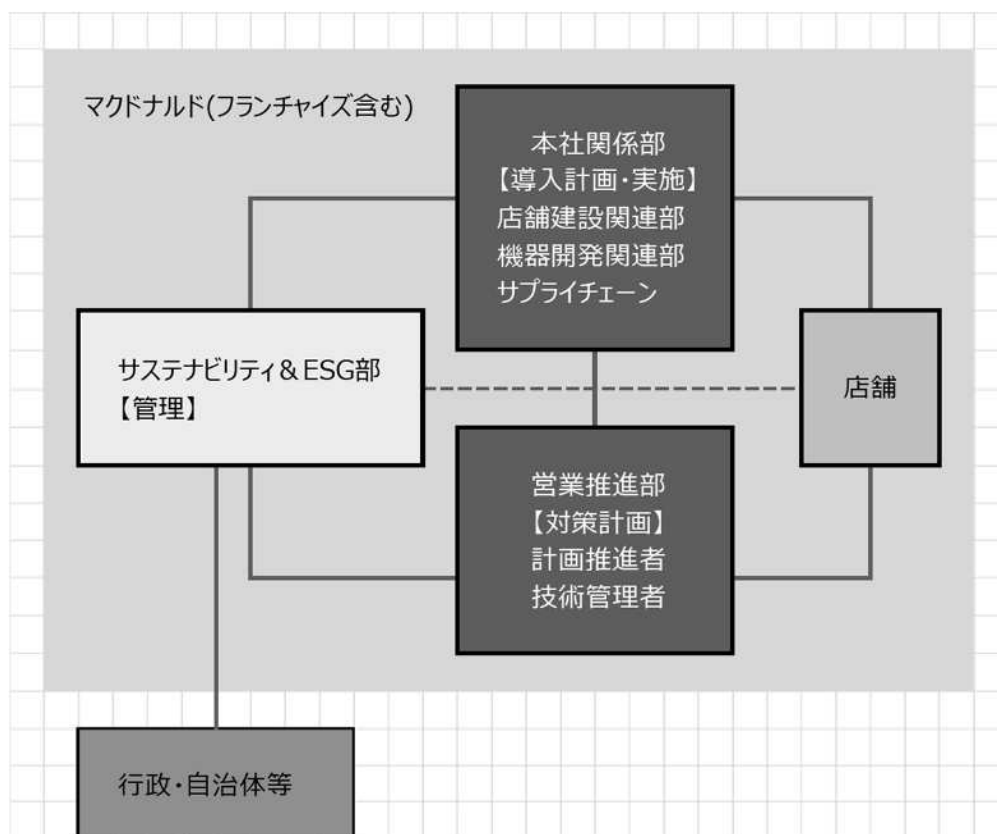 マクドナルド(フランチャイズ含む)
本社関係部
【導入計画・実施】
店舗建設関連部
機器開発関連部
サプライチェーン
サステナビリティ＆ESG部
【管理】
店舗
営業推進部
【対策計画】
計画推進者
技術管理者
行政・自治体等